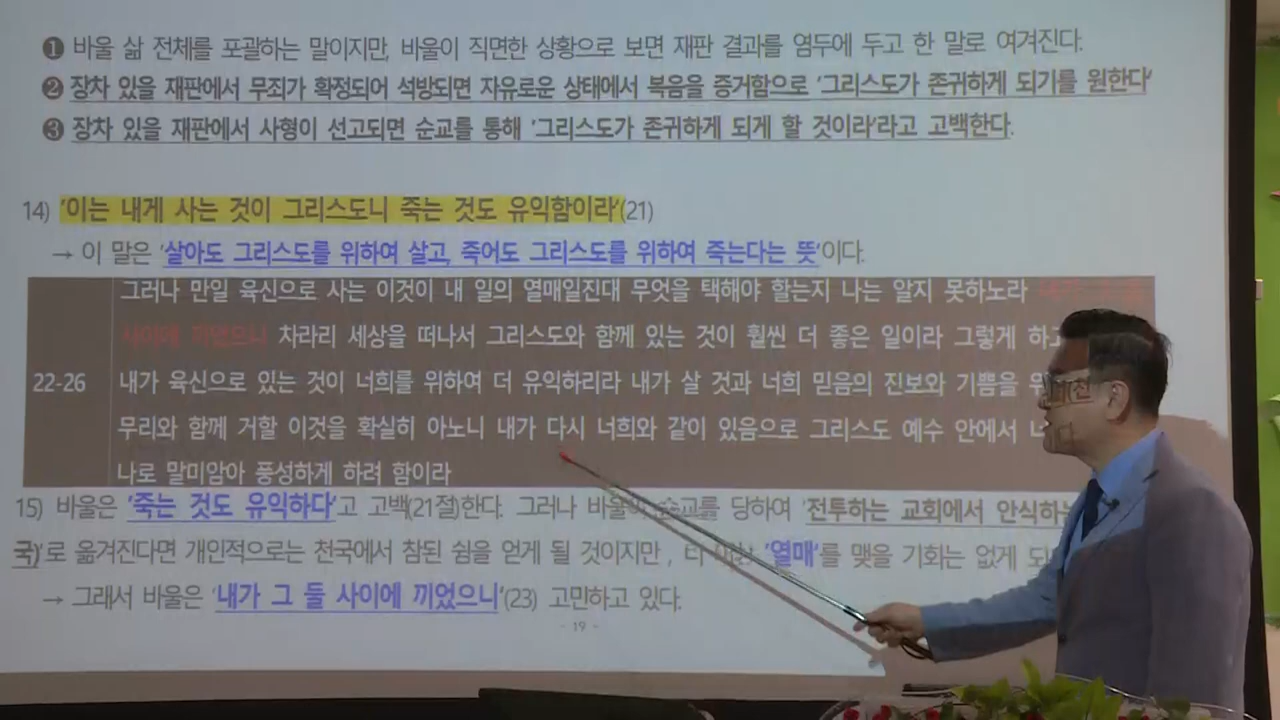 ❶ 바울 삶 전체를 포괄하는 말이지만, 바울이 직면한 상황으로 보면 재판 결과를 염두에 두고 한 말로 여겨진다.
❷ 장차 있을 재판에서 무죄가 확정되어 석방되면 자유로운 상태에서 복음을 증거함으로 '그리스도가 존귀하게 되기를 원한다'
❸ 장차 있을 재판에서 사형이 선고되면 순교를 통해 '그리스도가 존귀하게 되게 할 것이라'라고 고백한다.
14) '이는 내게 사는 것이 그리스도니 죽는 것도 유익함이라'(21)
→ 이 말은 '살아도 그리스도를 위하여 살고, 죽어도 그리스도를 위하여 죽는다는 뜻'이다.
그러나 만일 육신으로 사는 이것이 내 일의 열매일진대 무엇을 택해야 할는지 나는 알지 못하노라
사이에 끼었으니 차라리 세상을 떠나서 그리스도와 함께 있는 것이 훨씬 더 좋은 일이라 그렇게 하고
22-26 내가 육신으로 있는 것이 너희를 위하여 더 유익하리라 내가 살 것과 너희 믿음의 진보와 기쁨을
무리와 함께 거할 이것을 확실히 아노니 내가 다시 너희와 같이 있음으로 그리스도 예수 안에서
나로 말미암아 풍성하게 하려 함이라
15) 바울은 '죽는 것도 유익하다'고 고백(21절)한다. 그러나 바울이 순교를 당하여 '전투하는 교회에서 안식하는
국)'로 옮겨진다면 개인적으로는 천국에서 참된 쉼을 얻게 될 것이지만, 더 '열매'를 맺을 기회는 없게
→ 그래서 바울은 '내가 그 둘 사이에 끼었으니'(23) 고민하고 있다.
- 19 -